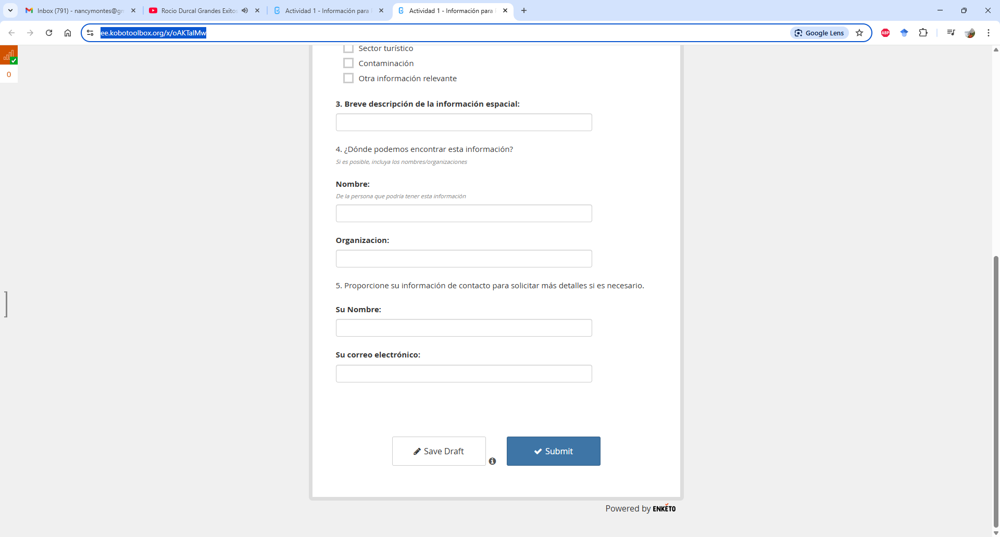 Inbox (791) - nancymontes@gm
Rocio Durcal Grandes Exitos
Actividad 1 - Información para
Actividad 1 - Información para
ee.kobotoolbox.org/x/oAKTalMw
Google Lens
ABP
0
Sector turístico
Contaminación
Otra información relevante
3. Breve descripción de la información espacial:
4. ¿Dónde podemos encontrar esta información?
Si es posible, incluya los nombres/organizaciones
Nombre:
De la persona que podría tener esta información
Organizacion:
5. Proporcione su información de contacto para solicitar más detalles si es necesario.
Su Nombre:
Su correo electrónico:
Save Draft
Submit
Powered by ENKETO